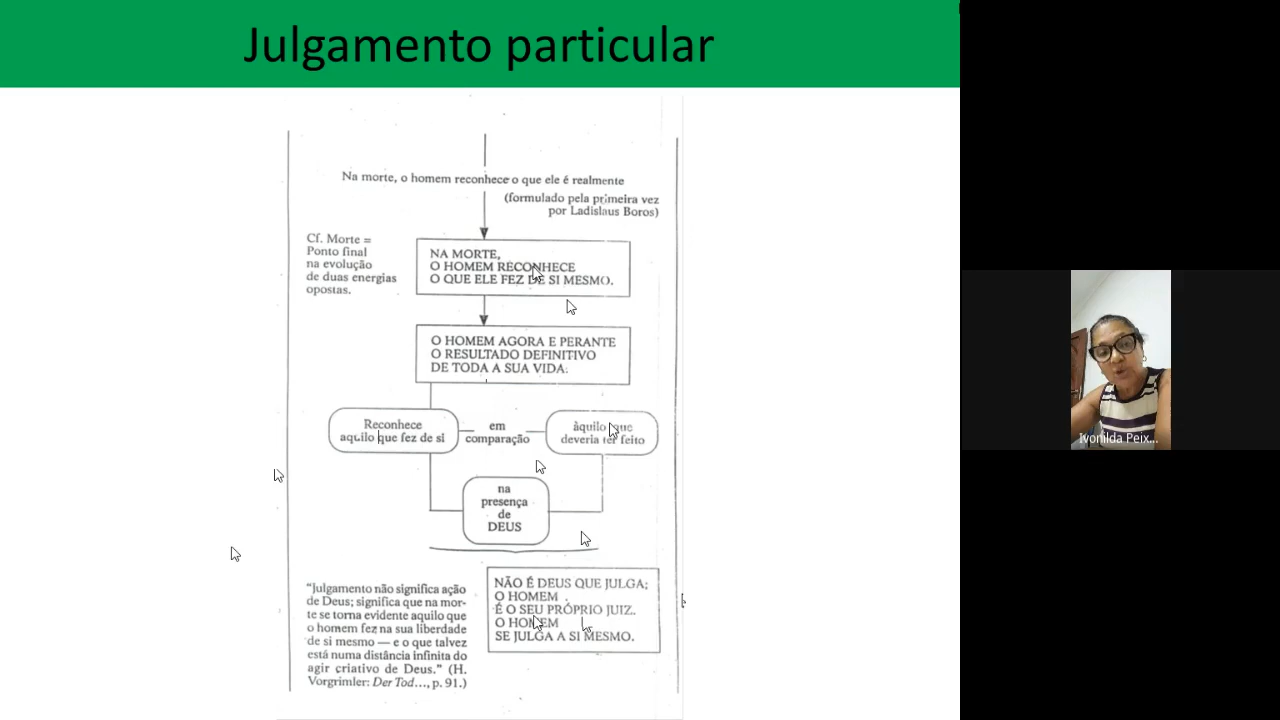 Julgamento particular
Na morte, o homem reconhece o que ele é realmente
(formulado pela primeira vez
por Ladislaus Boros)
Cf. Morte =
Ponto final
na evolução
de duas energias
opostas.
NA MORTE,
O HOMEM RECONHECE
O QUE ELE FEZ DE SI MESMO.
O HOMEM AGORA E PERANTE
O RESULTADO DEFINITIVO
DE TODA A SUA VIDA.
Reconhece
aquilo que fez de si
em
comparação
àquilo que
deveria ter feito
na
presença
de
DEUS
"Julgamento não significa ação
de Deus; significa que na mor-
te se torna evidente aquilo que
o homem fez na sua liberdade
de si mesmo — e o que talvez
está numa distância infinita do
agir criativo de Deus." (H.
Vorgrimler: Der Tod..., p. 91.)
NÃO É DEUS QUE JULGA;
O HOMEM
É O SEU PRÓPRIO JUIZ.
O HOMEM
SE JULGA A SI MESMO.
Ivonilda Peix...